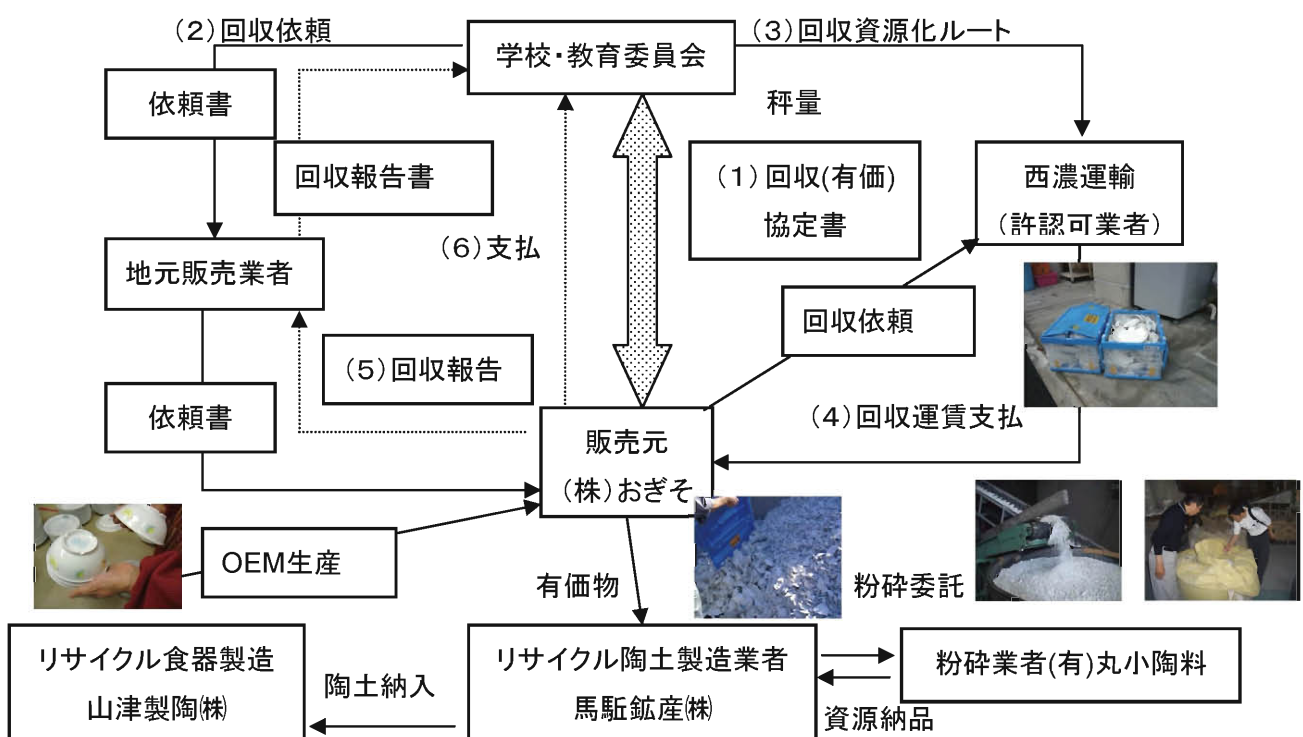 (2)回収依頼
学校・教育委員会
(3)回収資源化ルート
依頼書
秤量
回収報告書
(1)回収(有価)
協定書
西濃運輸
(許認可業者)
(6)支払
地元販売業者
回収依頼
(5)回収報告
依頼書
販売元
(株)おぎそ
(4)回収運賃支払
OEM生産
有価物
粉砕委託
リサイクル食器製造
山津製陶㈱
陶土納入
リサイクル陶土製造業者
馬駈鉱産㈱
粉砕業者(有)丸小陶料
資源納品